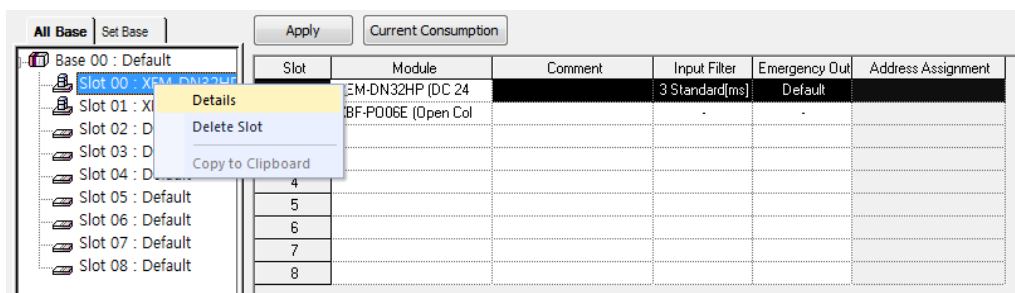 All Base Set Base Apply Current Consumption
Base 00 : Default
Slot 00 : XEM-DN32HP
Slot 01 : XI
Slot 02 : D
Slot 03 : D
Slot 04 : D
Slot 05 : Default
Slot 06 : Default
Slot 07 : Default
Slot 08 : Default
Details
Delete Slot
Copy to Clipboard
Slot Module Comment Input Filter Emergency Out Address Assignment
EM-DN32HP (DC 24 3 Standard[ms] Default
BF-PO06E (Open Col - -
4
5
6
7
8